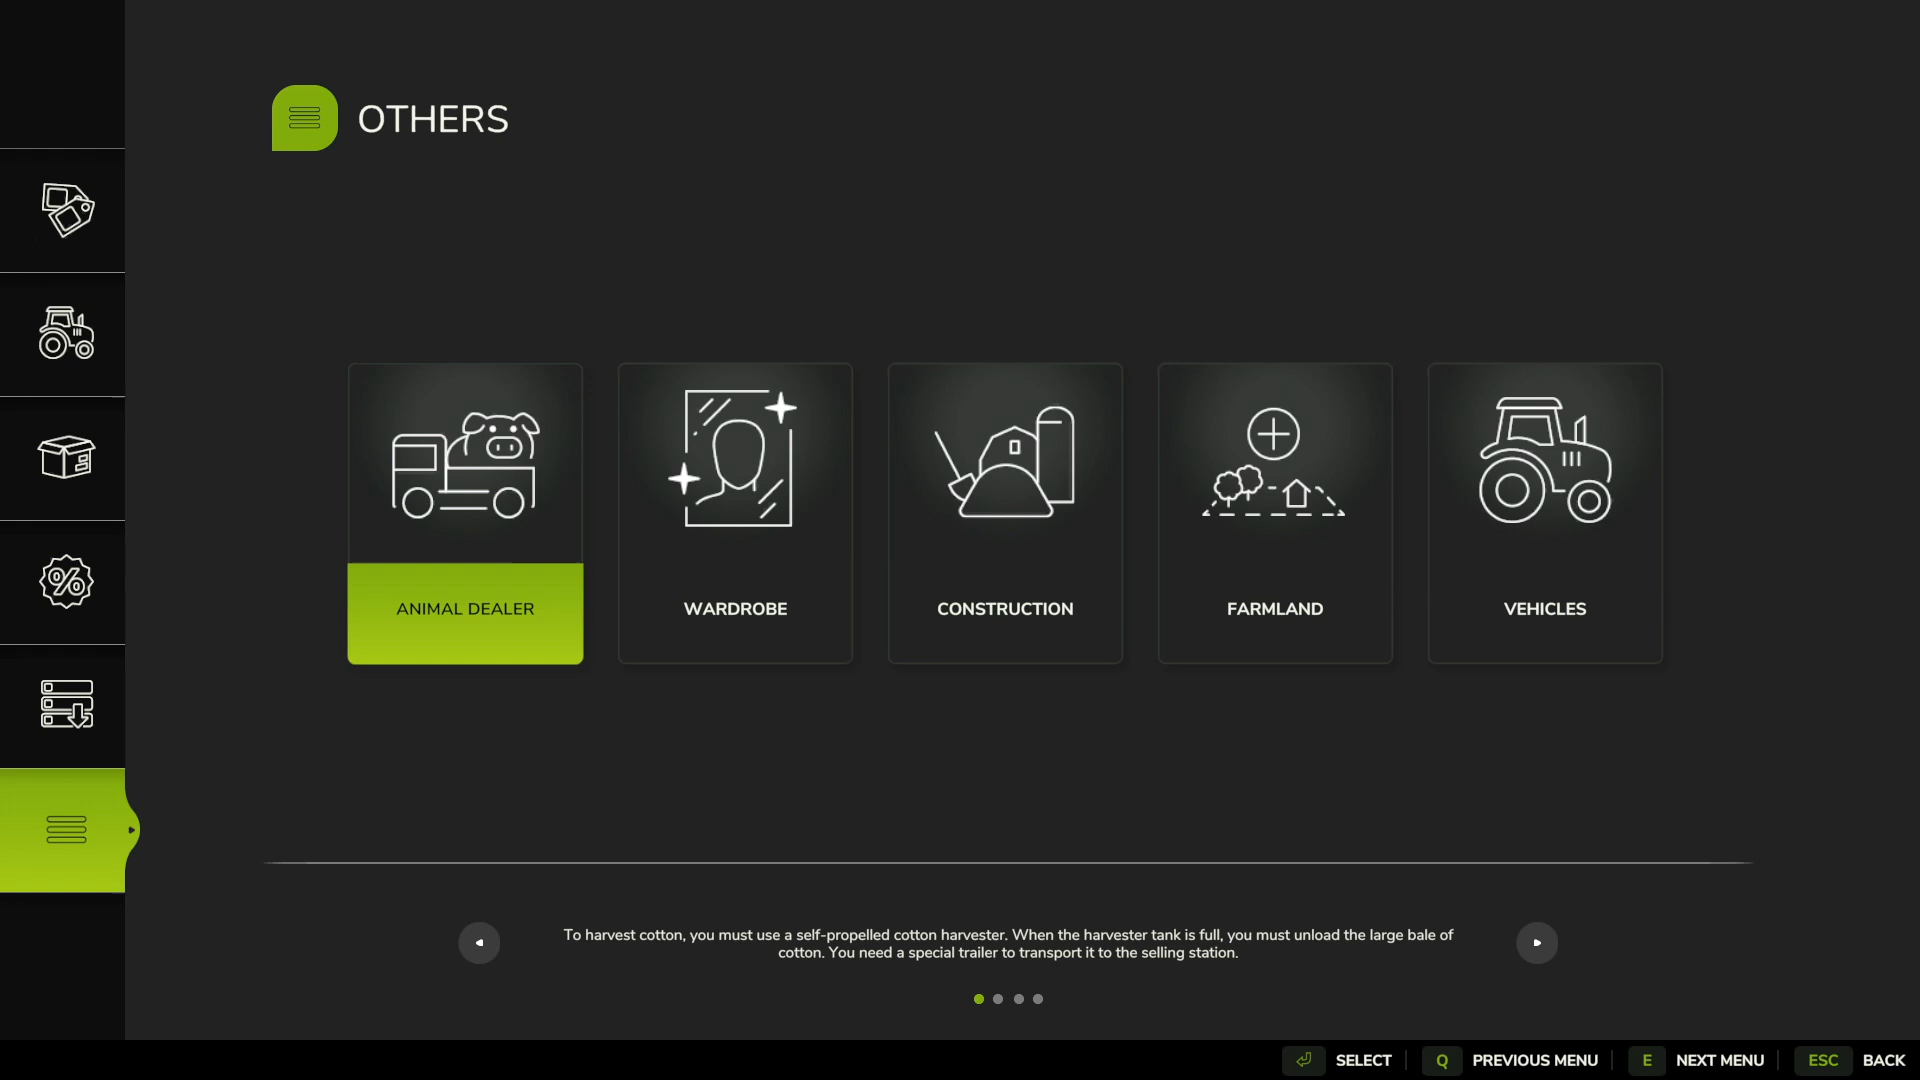 OTHERS
ANIMAL DEALER
WARDROBE
CONSTRUCTION
FARMLAND
VEHICLES
To harvest cotton, you must use a self-propelled cotton harvester. When the harvester tank is full, you must unload the large bale of
cotton. You need a special trailer to transport it to the selling station.
SELECT
Q PREVIOUS MENU
E NEXT MENU
ESC BACK